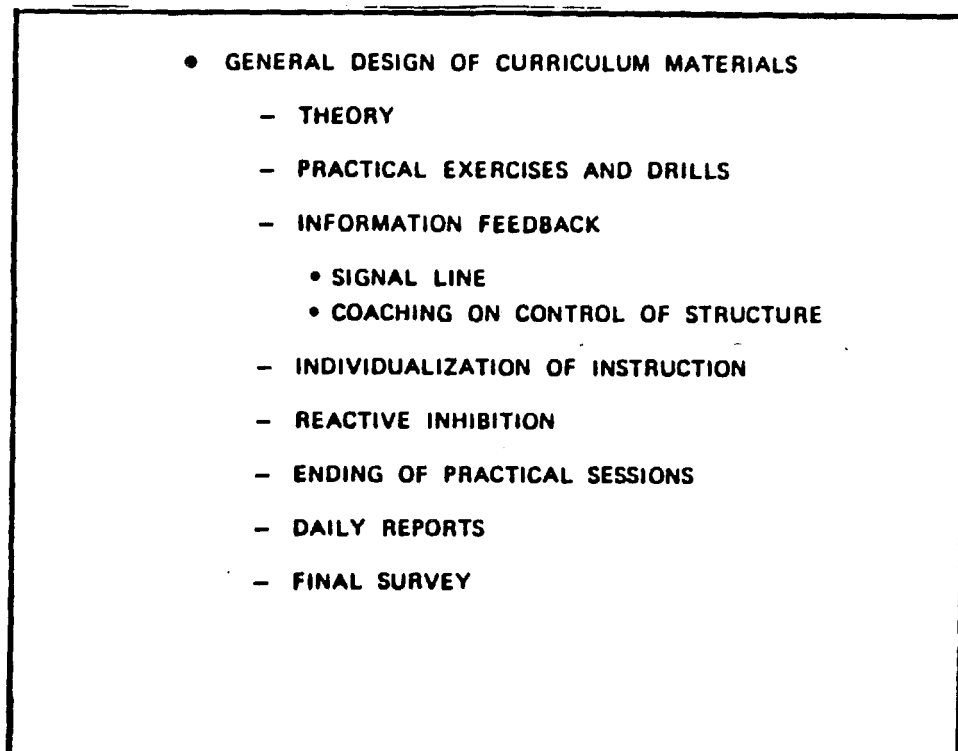 • GENERAL DESIGN OF CURRICULUM MATERIALS
– THEORY
– PRACTICAL EXERCISES AND DRILLS
– INFORMATION FEEDBACK
• SIGNAL LINE
• COACHING ON CONTROL OF STRUCTURE
– INDIVIDUALIZATION OF INSTRUCTION
– REACTIVE INHIBITION
– ENDING OF PRACTICAL SESSIONS
– DAILY REPORTS
– FINAL SURVEY